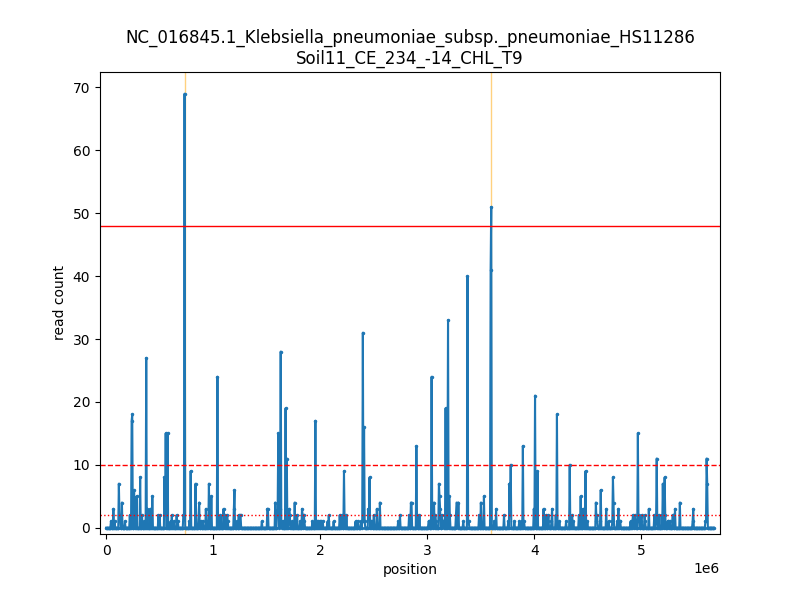 NC_016845.1_Klebsiella_pneumoniae_subsp._pneumoniae_HS11286
Soil11_CE_234_-14_CHL_T9
70
60
50
40
30
20
10
0
read count
0 1 2 3 4 5
1e6
position